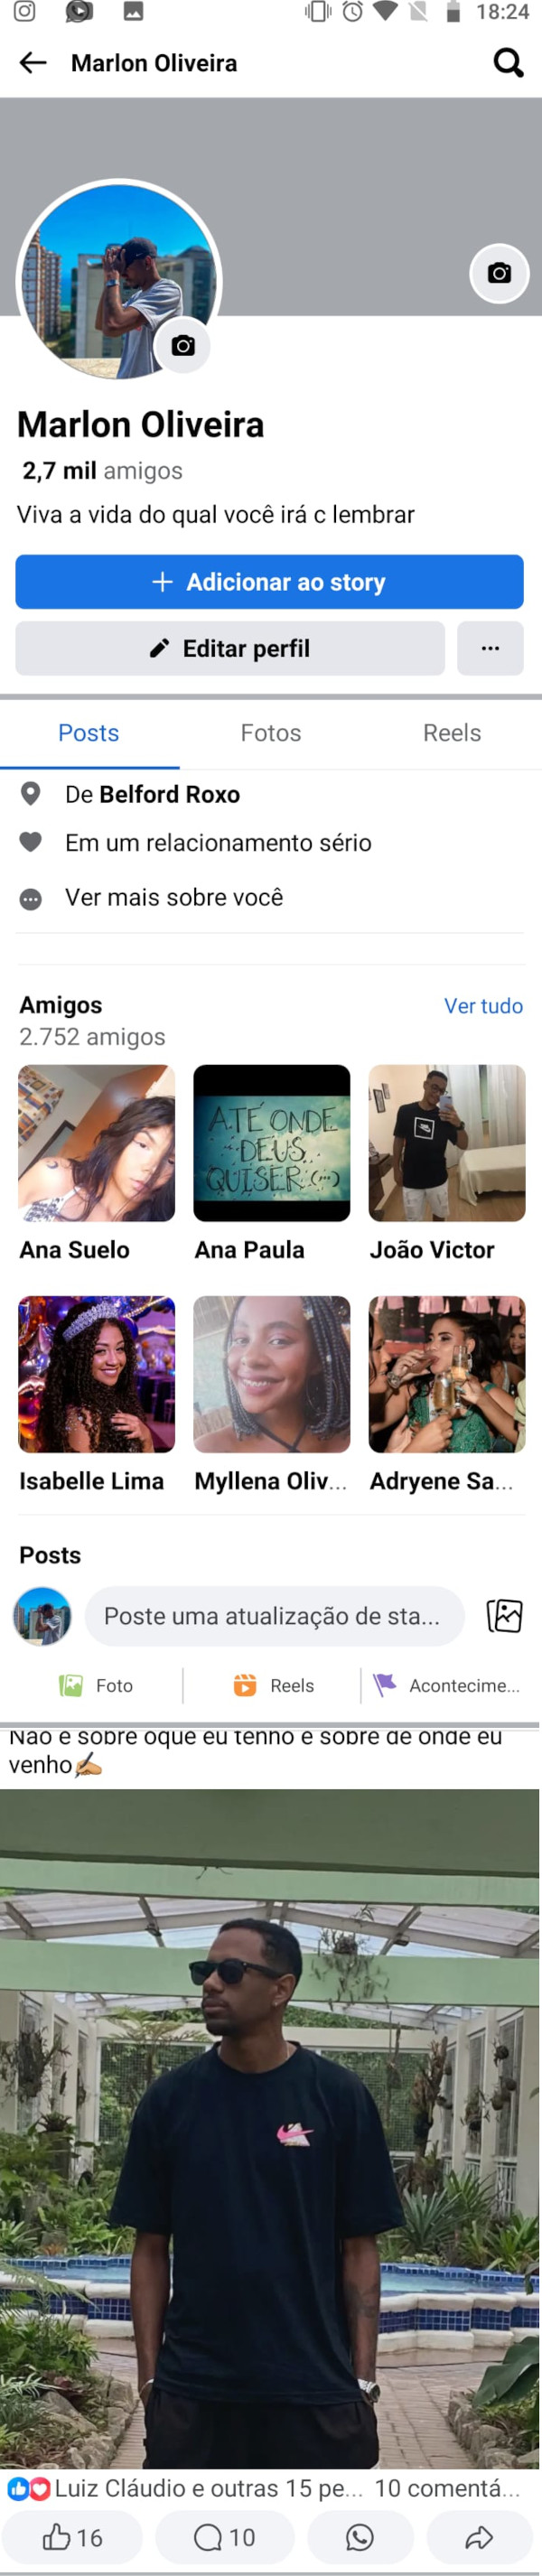 18:24
Marlon Oliveira
Marlon Oliveira
2,7 mil amigos
Viva a vida do qual você irá c lembrar
+ Adicionar ao story
Editar perfil
Posts Fotos Reels
De Belford Roxo
Em um relacionamento sério
Ver mais sobre você
Amigos Ver tudo
2.752 amigos
ATÉ ONDE
DEUS
QUISER (...)
Ana Suelo Ana Paula João Victor
Isabelle Lima Myllena Oliv... Adryene Sa...
Posts
Poste uma atualização de sta...
Foto Reels Acontecime...
Não e sobre oque eu tenho e sobre de onde eu
venho✍🏼
Luiz Cláudio e outras 15 pe... 10 comentá...
16 10